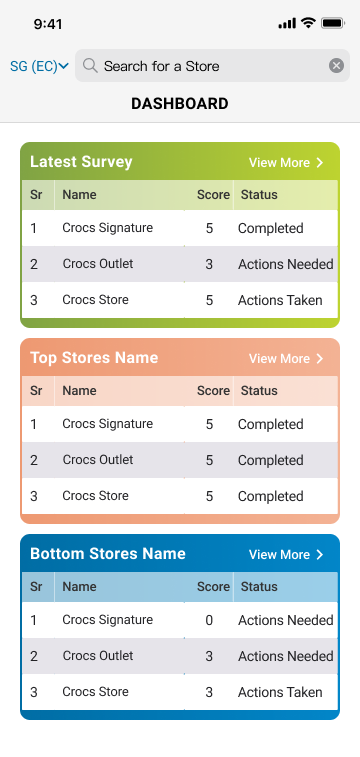 9:41
SG (EC) Search for a Store
DASHBOARD
Latest Survey View More
Sr Name Score Status
1 Crocs Signature 5 Completed
2 Crocs Outlet 3 Actions Needed
3 Crocs Store 5 Actions Taken
Top Stores Name View More
Sr Name Score Status
1 Crocs Signature 5 Completed
2 Crocs Outlet 5 Completed
3 Crocs Store 5 Completed
Bottom Stores Name View More
Sr Name Score Status
1 Crocs Signature 0 Actions Needed
2 Crocs Outlet 3 Actions Needed
3 Crocs Store 3 Actions Taken